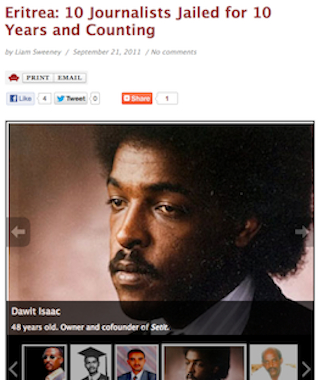 Eritrea: 10 Journalists Jailed for 10
Years and Counting
by Liam Sweeney / September 21, 2011 / No comments
PRINT EMAIL
Like 4 Tweet 0 Share 1
Dawit Isaac
48 years old. Owner and cofounder of Setit.